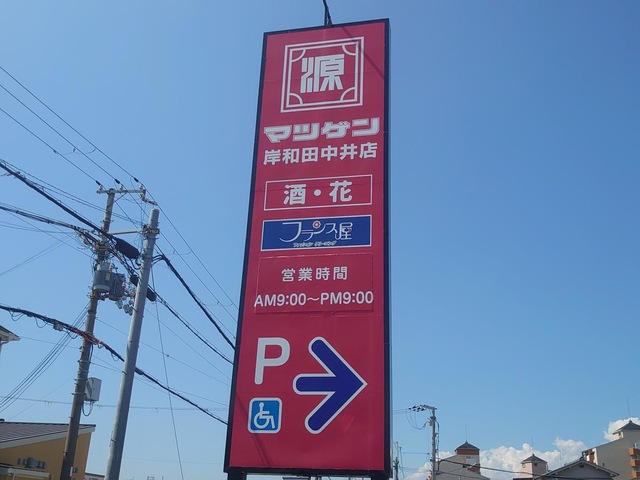 源
マツゲン
岸和田中井店
酒・花
フランス屋
営業時間
AM9:00〜PM9:00
P